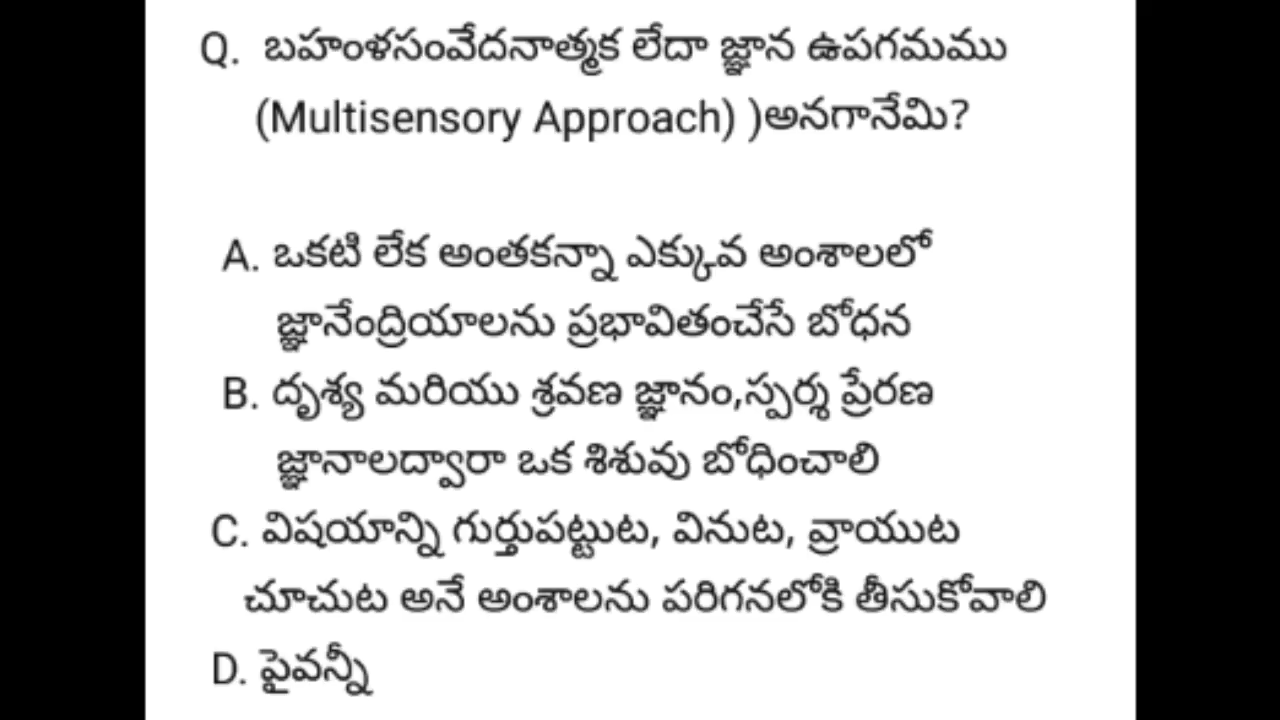 Q. బహుళసంవేదనాత్మక లేదా జ్ఞాన ఉపగమము
(Multisensory Approach) )అనగానేమి?
A. ఒకటి లేక అంతకన్నా ఎక్కువ అంశాలలో
జ్ఞానేంద్రియాలను ప్రభావితంచేసే బోధన
B. దృశ్య మరియు శ్రవణ జ్ఞానం,స్పర్శ ప్రేరణ
జ్ఞానాలద్వారా ఒక శిశువు బోధించాలి
C. విషయాన్ని గుర్తుపట్టుట, వినుట, వ్రాయుట
చూచుట అనే అంశాలను పరిగనలోకి తీసుకోవాలి
D. పైవన్నీ